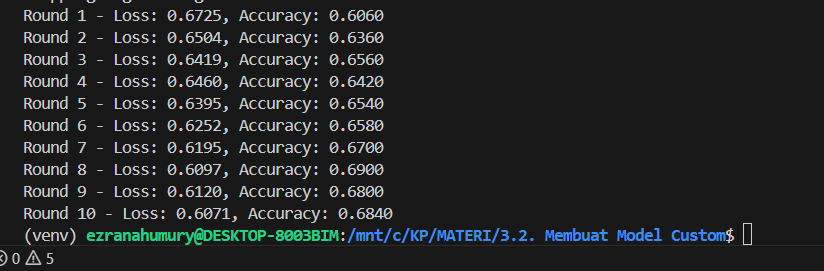 Round 1 - Loss: 0.6725, Accuracy: 0.6060
Round 2 - Loss: 0.6504, Accuracy: 0.6360
Round 3 - Loss: 0.6419, Accuracy: 0.6560
Round 4 - Loss: 0.6460, Accuracy: 0.6420
Round 5 - Loss: 0.6395, Accuracy: 0.6540
Round 6 - Loss: 0.6252, Accuracy: 0.6580
Round 7 - Loss: 0.6195, Accuracy: 0.6700
Round 8 - Loss: 0.6097, Accuracy: 0.6900
Round 9 - Loss: 0.6120, Accuracy: 0.6800
Round 10 - Loss: 0.6071, Accuracy: 0.6840
(venv) ezranahumury@DESKTOP-8003BIM:/mnt/c/KP/MATERI/3.2. Membuat Model Custom$
0 5